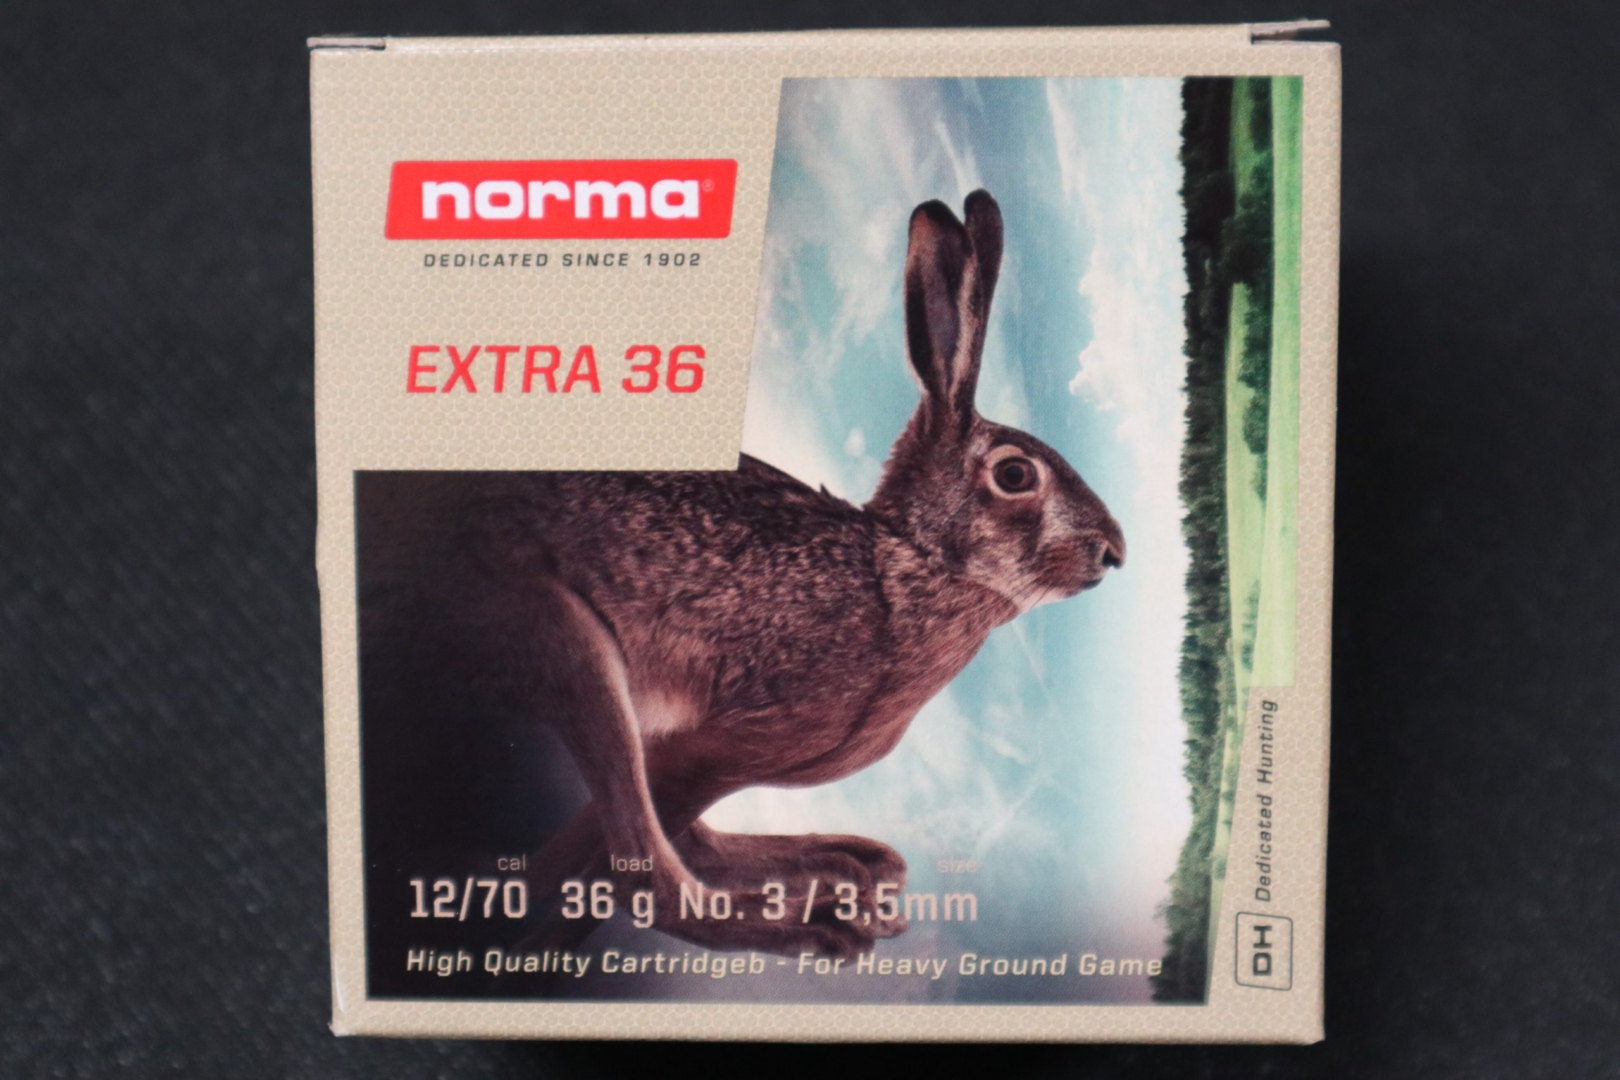 norma®
DEDICATED SINCE 1902
EXTRA 36
cal load size
12/70 36 g No. 3 / 3,5mm
High Quality Cartridgeb - For Heavy Ground Game
DH Dedicated Hunting